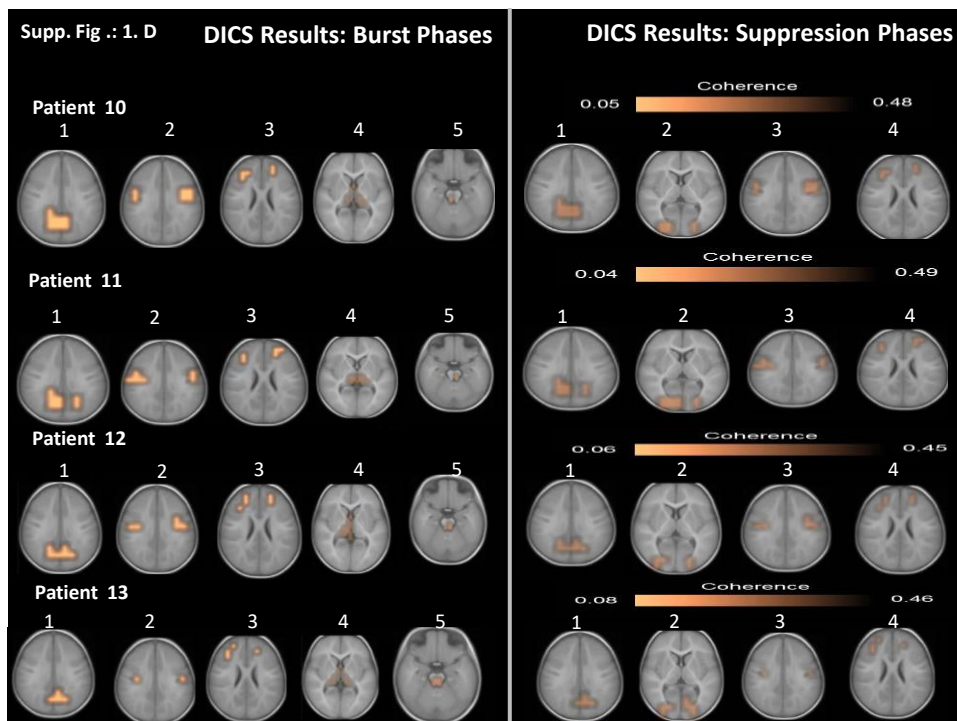 Supp. Fig .: 1. D
DICS Results: Burst Phases
DICS Results: Suppression Phases
Patient 10
1 2 3 4 5
Coherence
0.05 0.48
1 2 3 4
Patient 11
1 2 3 4 5
0.04 0.49
1 2 3 4
Patient 12
1 2 3 4 5
Coherence
0.06 0.45
1 2 3 4
Patient 13
1 2 3 4 5
Coherence
0.08 0.46
1 2 3 4